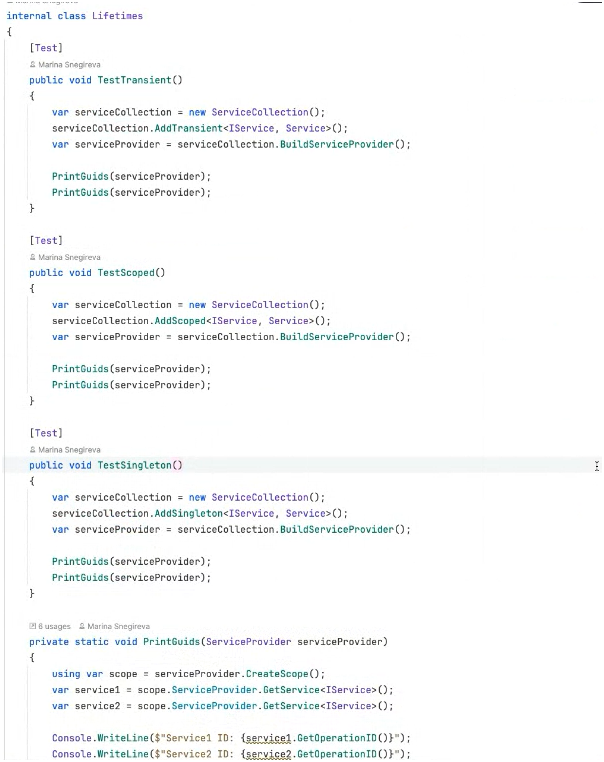 internal class Lifetimes
{
[Test]
Marina Snegireva
public void TestTransient()
{
var serviceCollection = new ServiceCollection();
serviceCollection.AddTransient<IService, Service>();
var serviceProvider = serviceCollection.BuildServiceProvider();
PrintGuids(serviceProvider);
PrintGuids(serviceProvider);
}
[Test]
Marina Snegireva
public void TestScoped()
{
var serviceCollection = new ServiceCollection();
serviceCollection.AddScoped<IService, Service>();
var serviceProvider = serviceCollection.BuildServiceProvider();
PrintGuids(serviceProvider);
PrintGuids(serviceProvider);
}
[Test]
Marina Snegireva
public void TestSingleton()
{
var serviceCollection = new ServiceCollection();
serviceCollection.AddSingleton<IService, Service>();
var serviceProvider = serviceCollection.BuildServiceProvider();
PrintGuids(serviceProvider);
PrintGuids(serviceProvider);
}
6 usages Marina Snegireva
private static void PrintGuids(ServiceProvider serviceProvider)
{
using var scope = serviceProvider.CreateScope();
var service1 = scope.ServiceProvider.GetService<IService>();
var service2 = scope.ServiceProvider.GetService<IService>();
Console.WriteLine($"Service1 ID: {service1.GetOperationID()}");
Console.WriteLine($"Service2 ID: {service2.GetOperationID()}");